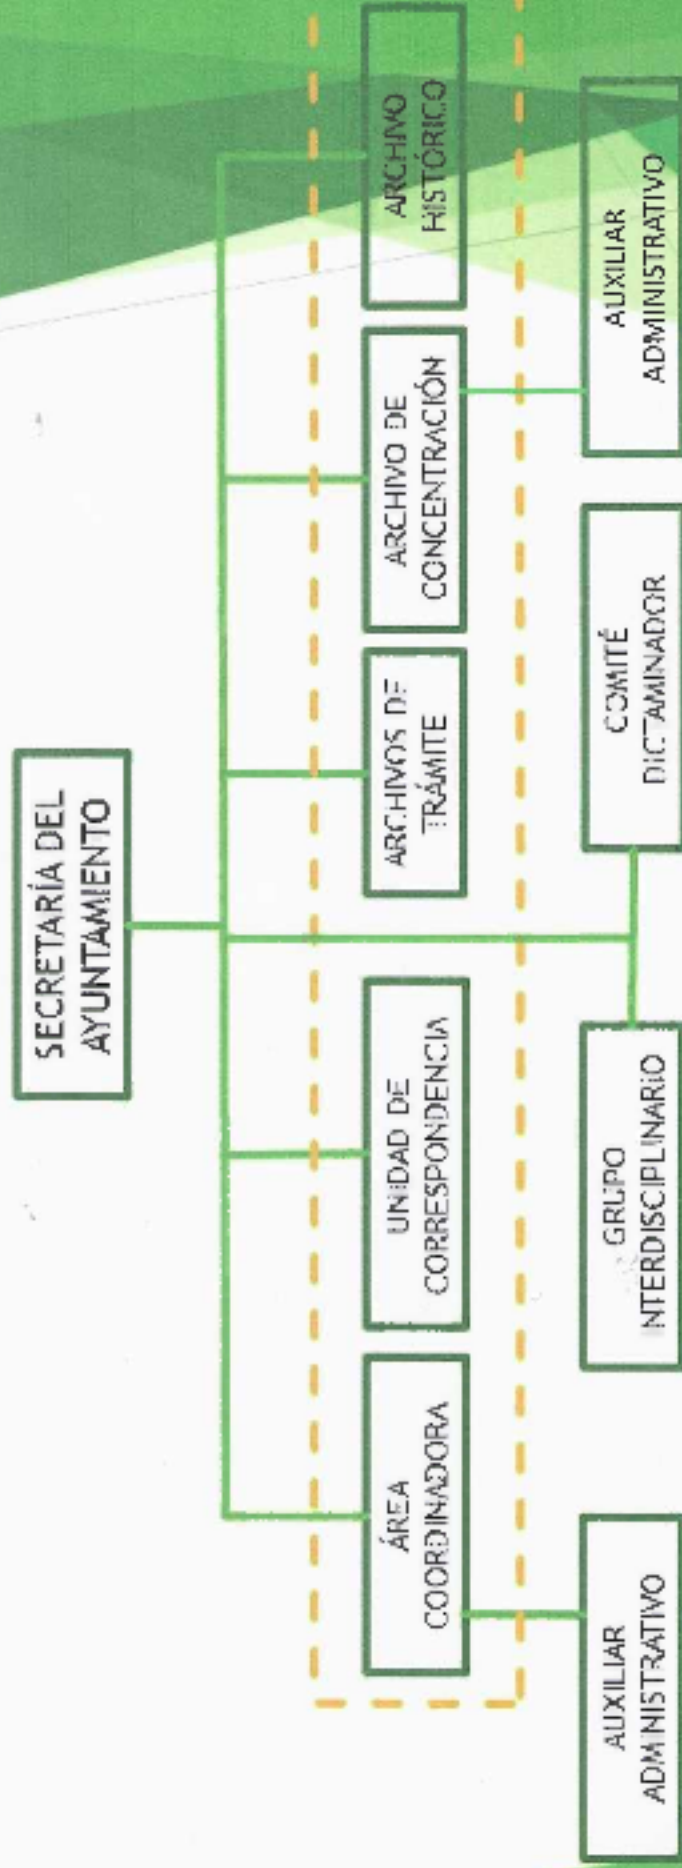 SECRETARÍA DEL
AYUNTAMIENTO
ÁREA
COORDINADORA
UNIDAD DE
CORRESPONDENCIA
ARCHIVOS DE
TRÁMITE
ARCHIVO DE
CONCENTRACIÓN
ARCHIVO
HISTÓRICO
AUXILIAR
ADMINISTRATIVO
GRUPO
INTERDISCIPLINARIO
COMITÉ
DICTAMINADOR
AUXILIAR
ADMINISTRATIVO